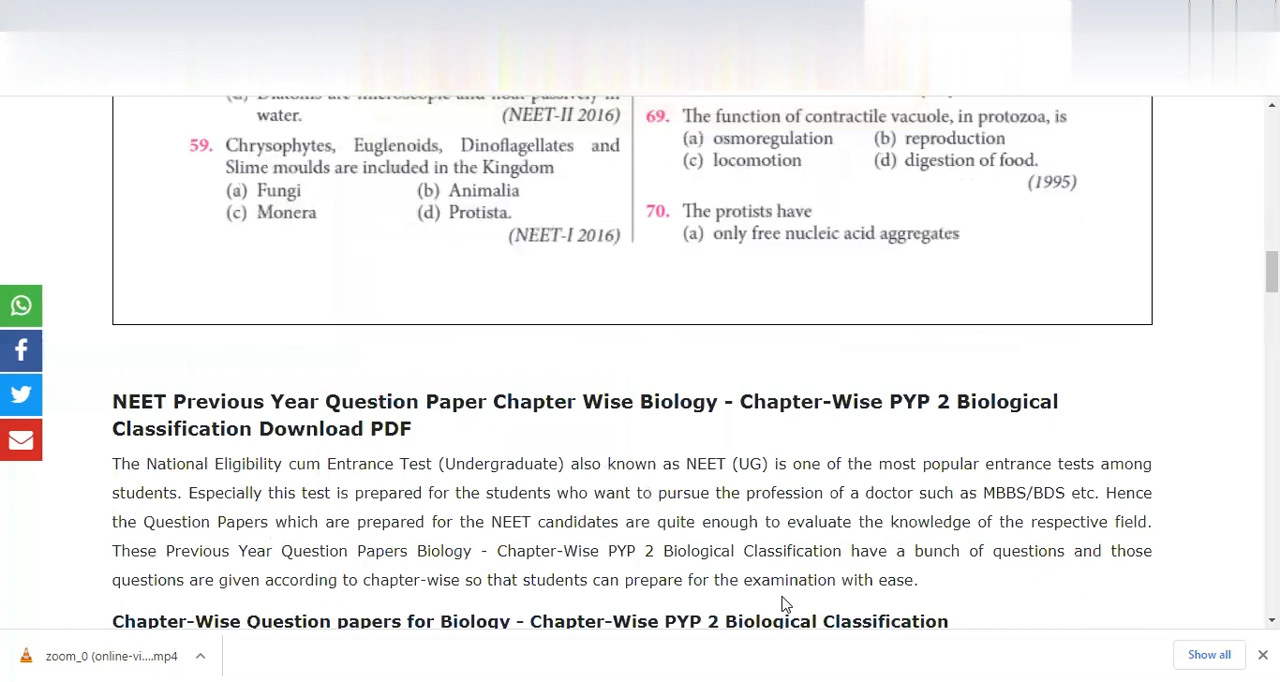 (d) Diatoms are microscopic and float passively in
water. (NEET-II 2016)
59. Chrysophytes, Euglenoids, Dinoflagellates and
Slime moulds are included in the Kingdom
(a) Fungi (b) Animalia
(c) Monera (d) Protista.
(NEET-I 2016)
69. The function of contractile vacuole, in protozoa, is
(a) osmoregulation (b) reproduction
(c) locomotion (d) digestion of food.
(1995)
70. The protists have
(a) only free nucleic acid aggregates
NEET Previous Year Question Paper Chapter Wise Biology - Chapter-Wise PYP 2 Biological
Classification Download PDF
The National Eligibility cum Entrance Test (Undergraduate) also known as NEET (UG) is one of the most popular entrance tests among
students. Especially this test is prepared for the students who want to pursue the profession of a doctor such as MBBS/BDS etc. Hence
the Question Papers which are prepared for the NEET candidates are quite enough to evaluate the knowledge of the respective field.
These Previous Year Question Papers Biology - Chapter-Wise PYP 2 Biological Classification have a bunch of questions and those
questions are given according to chapter-wise so that students can prepare for the examination with ease.
Chapter-Wise Question papers for Biology - Chapter-Wise PYP 2 Biological Classification
zoom_0 (online-vi....mp4
Show all